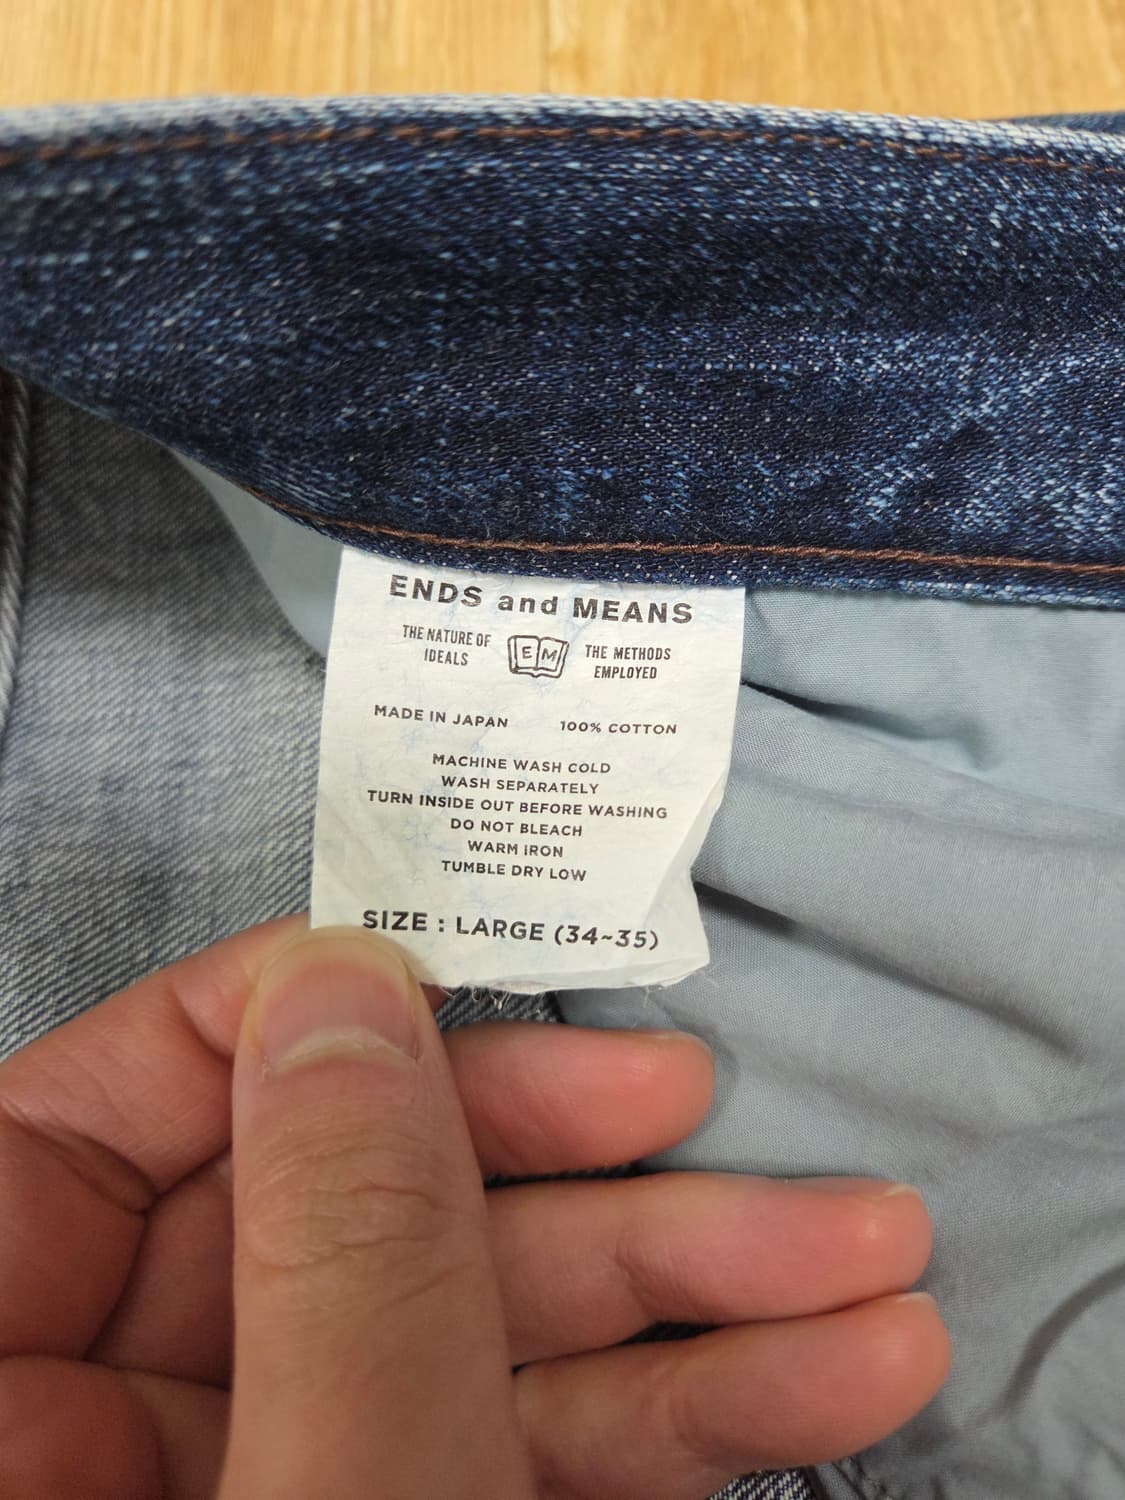 ENDS and MEANS
THE NATURE OF
IDEALS
E M
THE METHODS
EMPLOYED
MADE IN JAPAN 100% COTTON
MACHINE WASH COLD
WASH SEPARATELY
TURN INSIDE OUT BEFORE WASHING
DO NOT BLEACH
WARM IRON
TUMBLE DRY LOW
SIZE : LARGE (34~35)